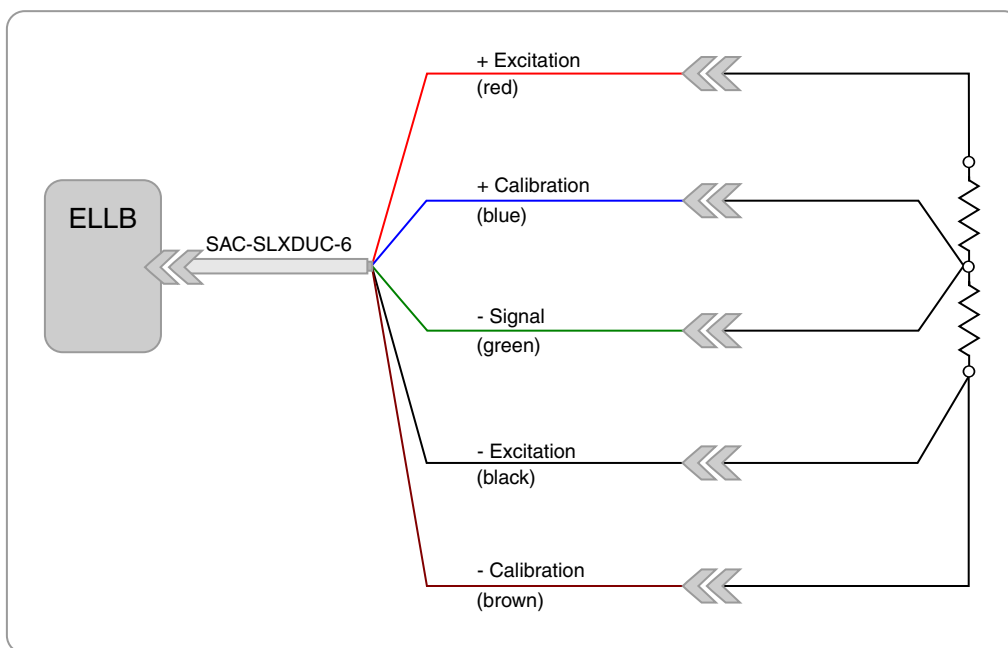 + Excitation
(red)
ELLB
SAC-SLXDUC-6
+ Calibration
(blue)
- Signal
(green)
- Excitation
(black)
- Calibration
(brown)